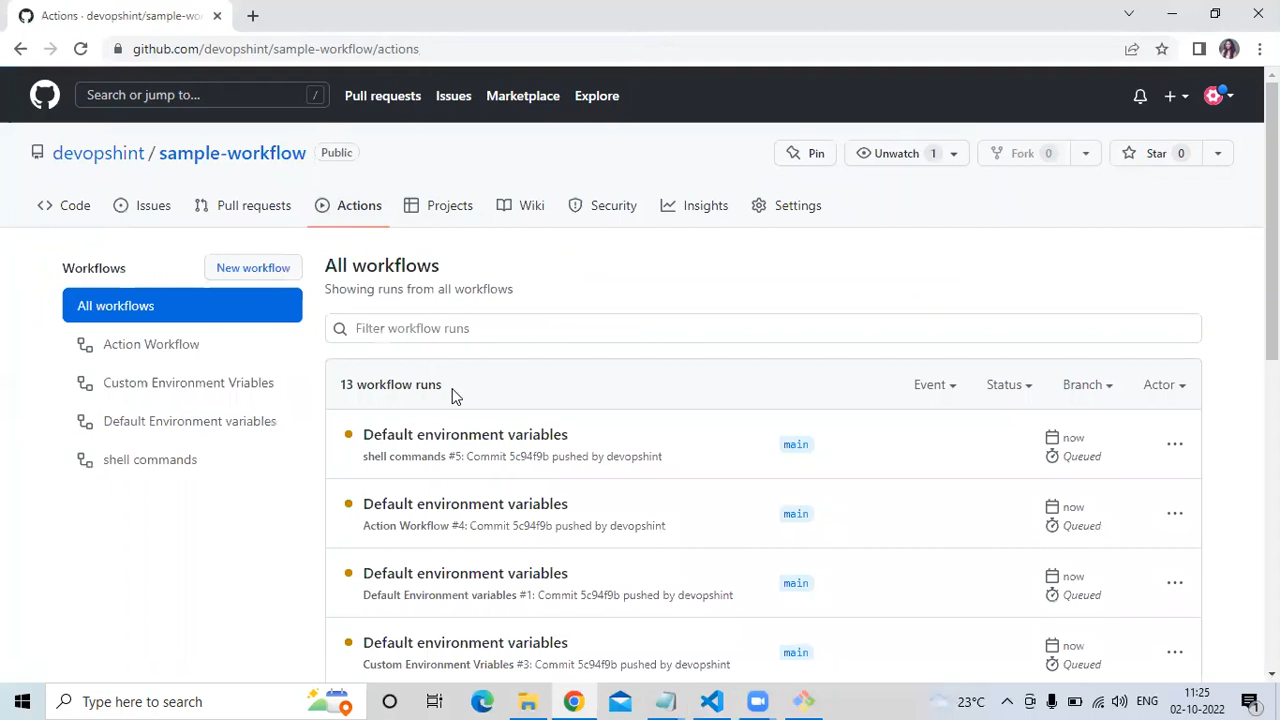 Actions · devopshint/sample-wo
github.com/devopshint/sample-workflow/actions
Search or jump to... /
Pull requests Issues Marketplace Explore
devopshint / sample-workflow Public
Pin Unwatch 1 Fork 0 Star 0
Code Issues Pull requests Actions Projects Wiki Security Insights Settings
Workflows New workflow
All workflows
Action Workflow
Custom Environment Vriables
Default Environment variables
shell commands
All workflows
Showing runs from all workflows
Filter workflow runs
13 workflow runs Event Status Branch Actor
Default environment variables main now
shell commands #5: Commit 5c94f9b pushed by devopshint Queued
Default environment variables main now
Action Workflow #4: Commit 5c94f9b pushed by devopshint Queued
Default environment variables main now
Default Environment variables #1: Commit 5c94f9b pushed by devopshint Queued
Default environment variables main now
Custom Environment Vriables #3: Commit 5c94f9b pushed by devopshint Queued
Type here to search
23°C ENG
11:25
02-10-2022
1